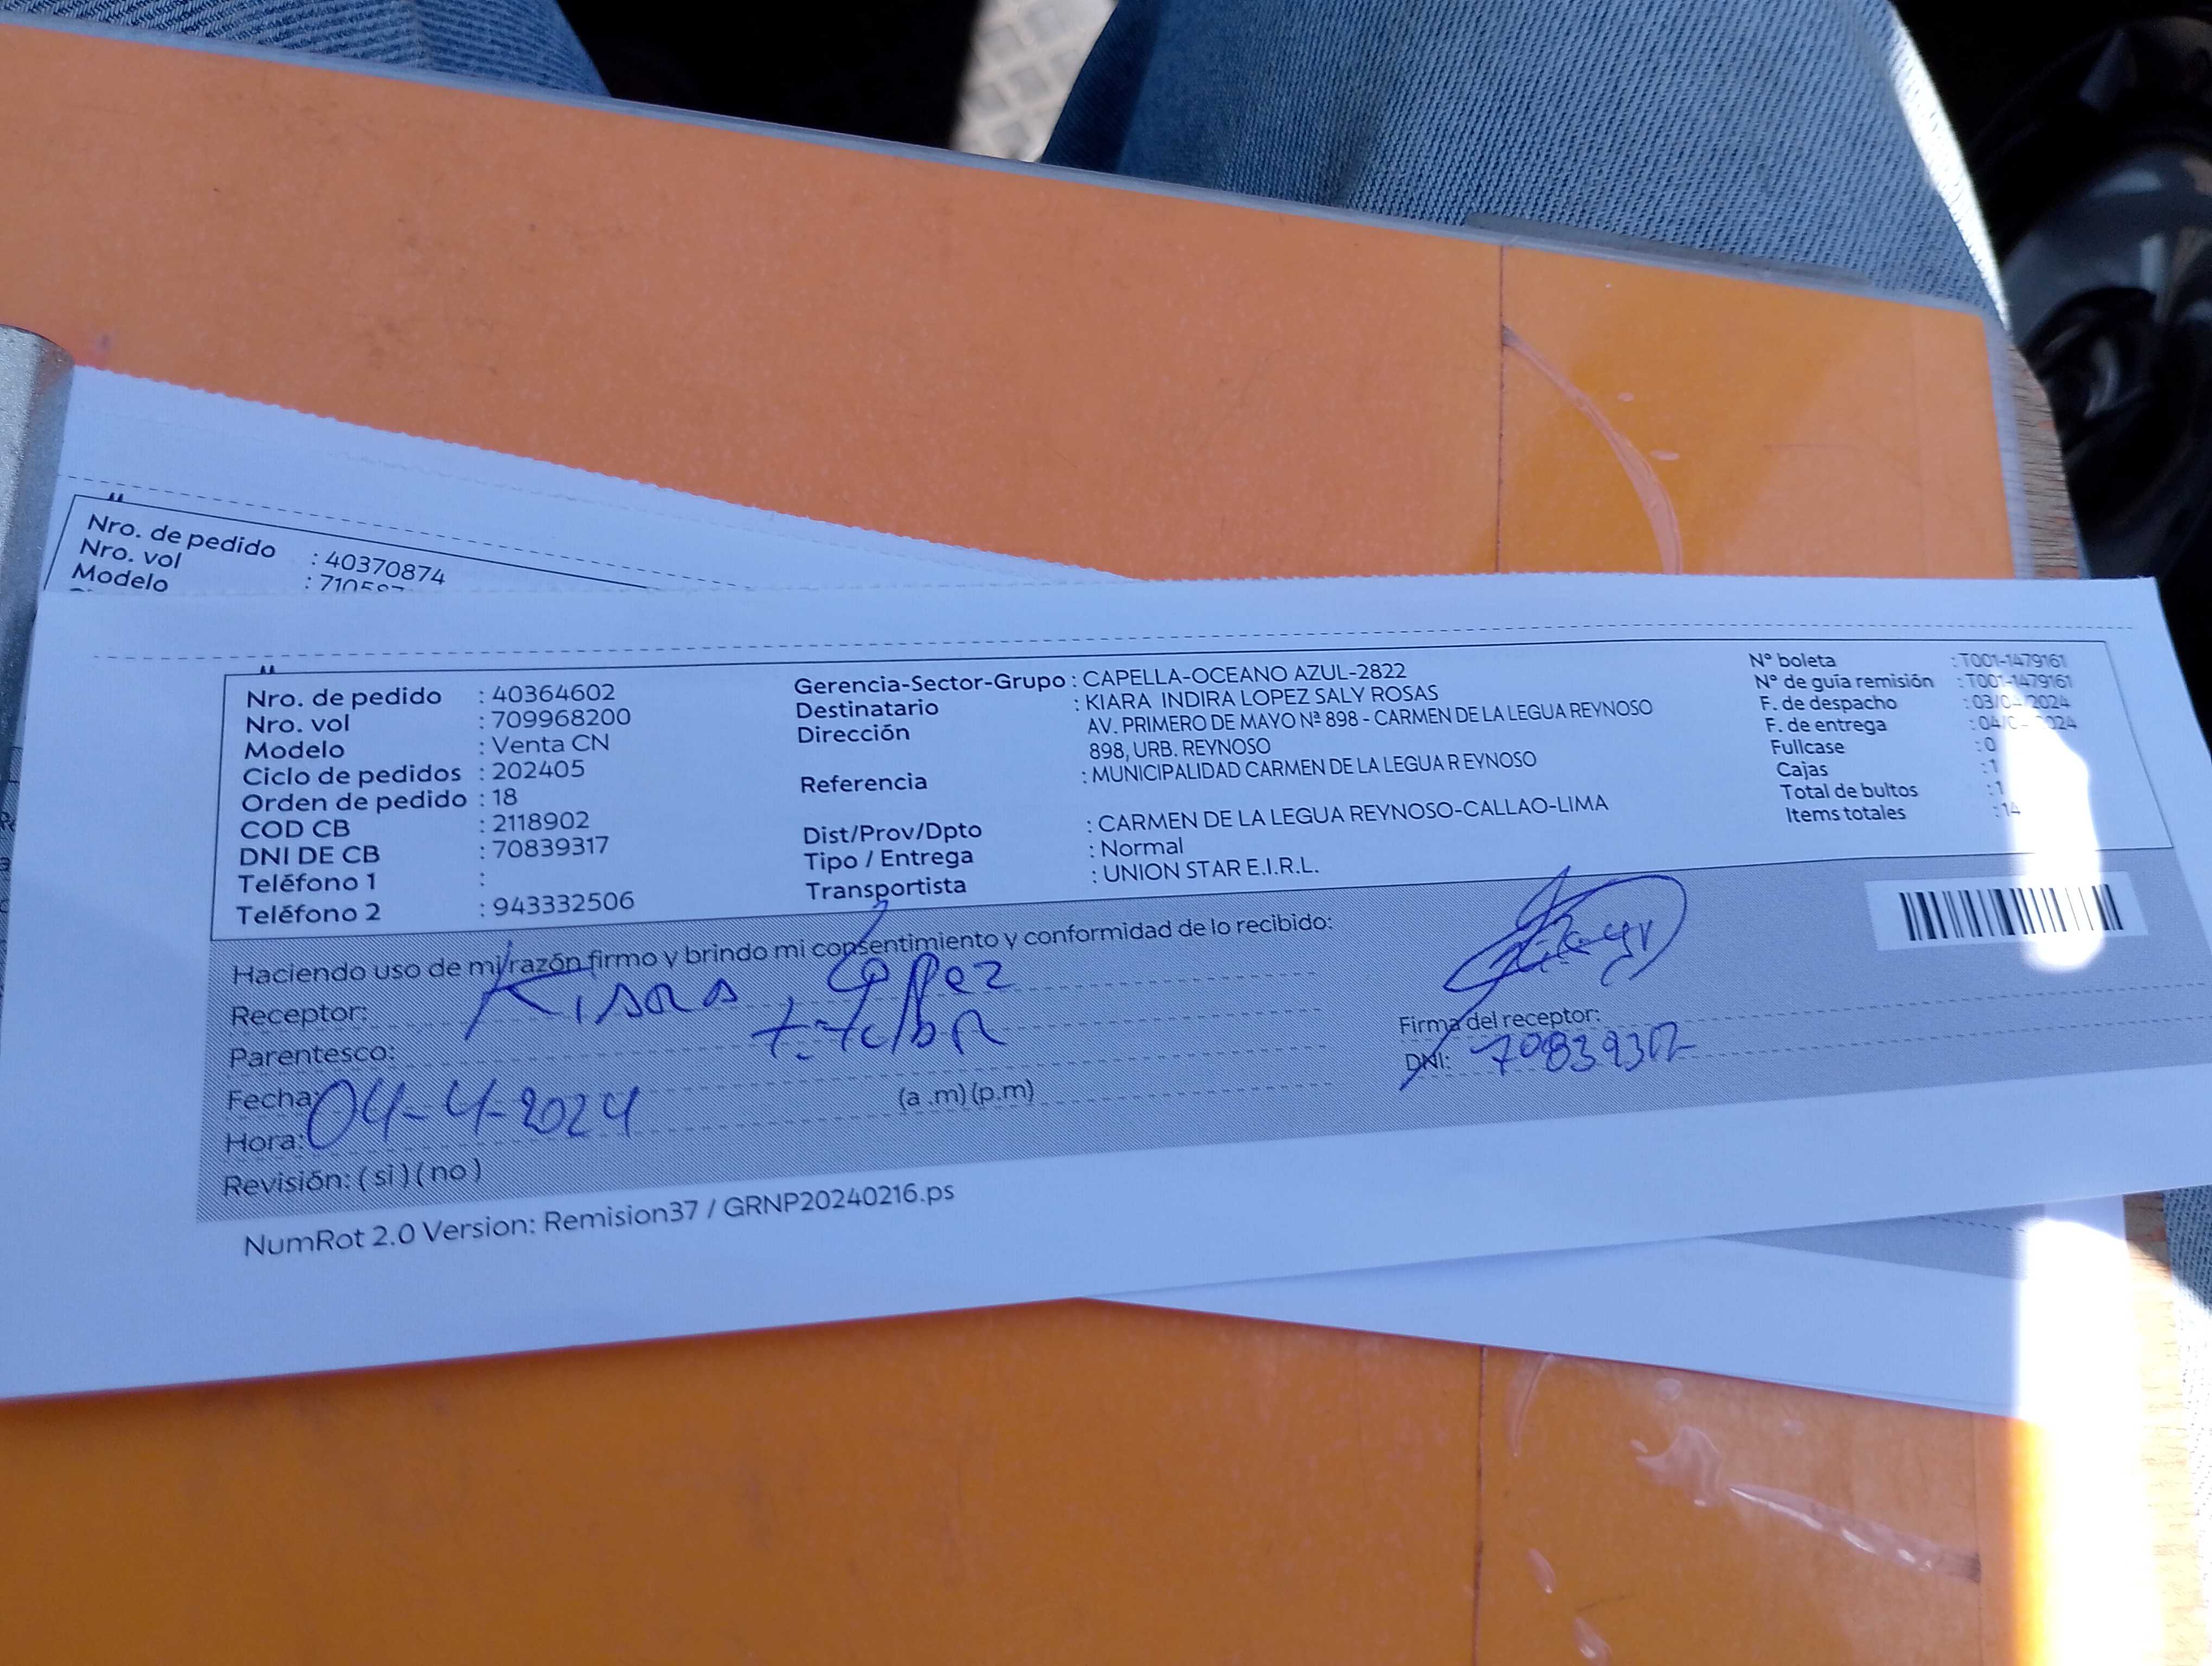 Nro. de pedido : 40370874
Nro. vol
Modelo
Nro. de pedido : 40364602
Nro. vol : 709968200
Modelo : Venta CN
Ciclo de pedidos : 202405
Orden de pedido : 18
COD CB : 2118902
DNI DE CB : 70839317
Teléfono 1 :
Teléfono 2 : 943332506
Gerencia-Sector-Grupo : CAPELLA-OCEANO AZUL-2822
Destinatario : KIARA INDIRA LOPEZ SALY ROSAS
Dirección AV. PRIMERO DE MAYO Nª 898 - CARMEN DE LA LEGUA REYNOSO
898, URB. REYNOSO
Referencia : MUNICIPALIDAD CARMEN DE LA LEGUA R EYNOSO
Dist/Prov/Dpto : CARMEN DE LA LEGUA REYNOSO-CALLAO-LIMA
Tipo / Entrega : Normal
Transportista : UNION STAR E.I.R.L.
Nº boleta : T001-1479161
Nº de guía remisión : T001-1479161
F. de despacho
F. de entrega
Fullcase : 0
Cajas : 1
Total de bultos : 1
Items totales : 14
Haciendo uso de mi razón firmo y brindo mi consentimiento y conformidad de lo recibido:
Receptor: López
Parentesco:
Fecha: 04-4-2024
Hora: (a .m) (p.m)
Revisión: ( si ) ( no )
Firma del receptor:
DNI: 70839317
NumRot 2.0 Version: Remision37 / GRNP20240216.ps